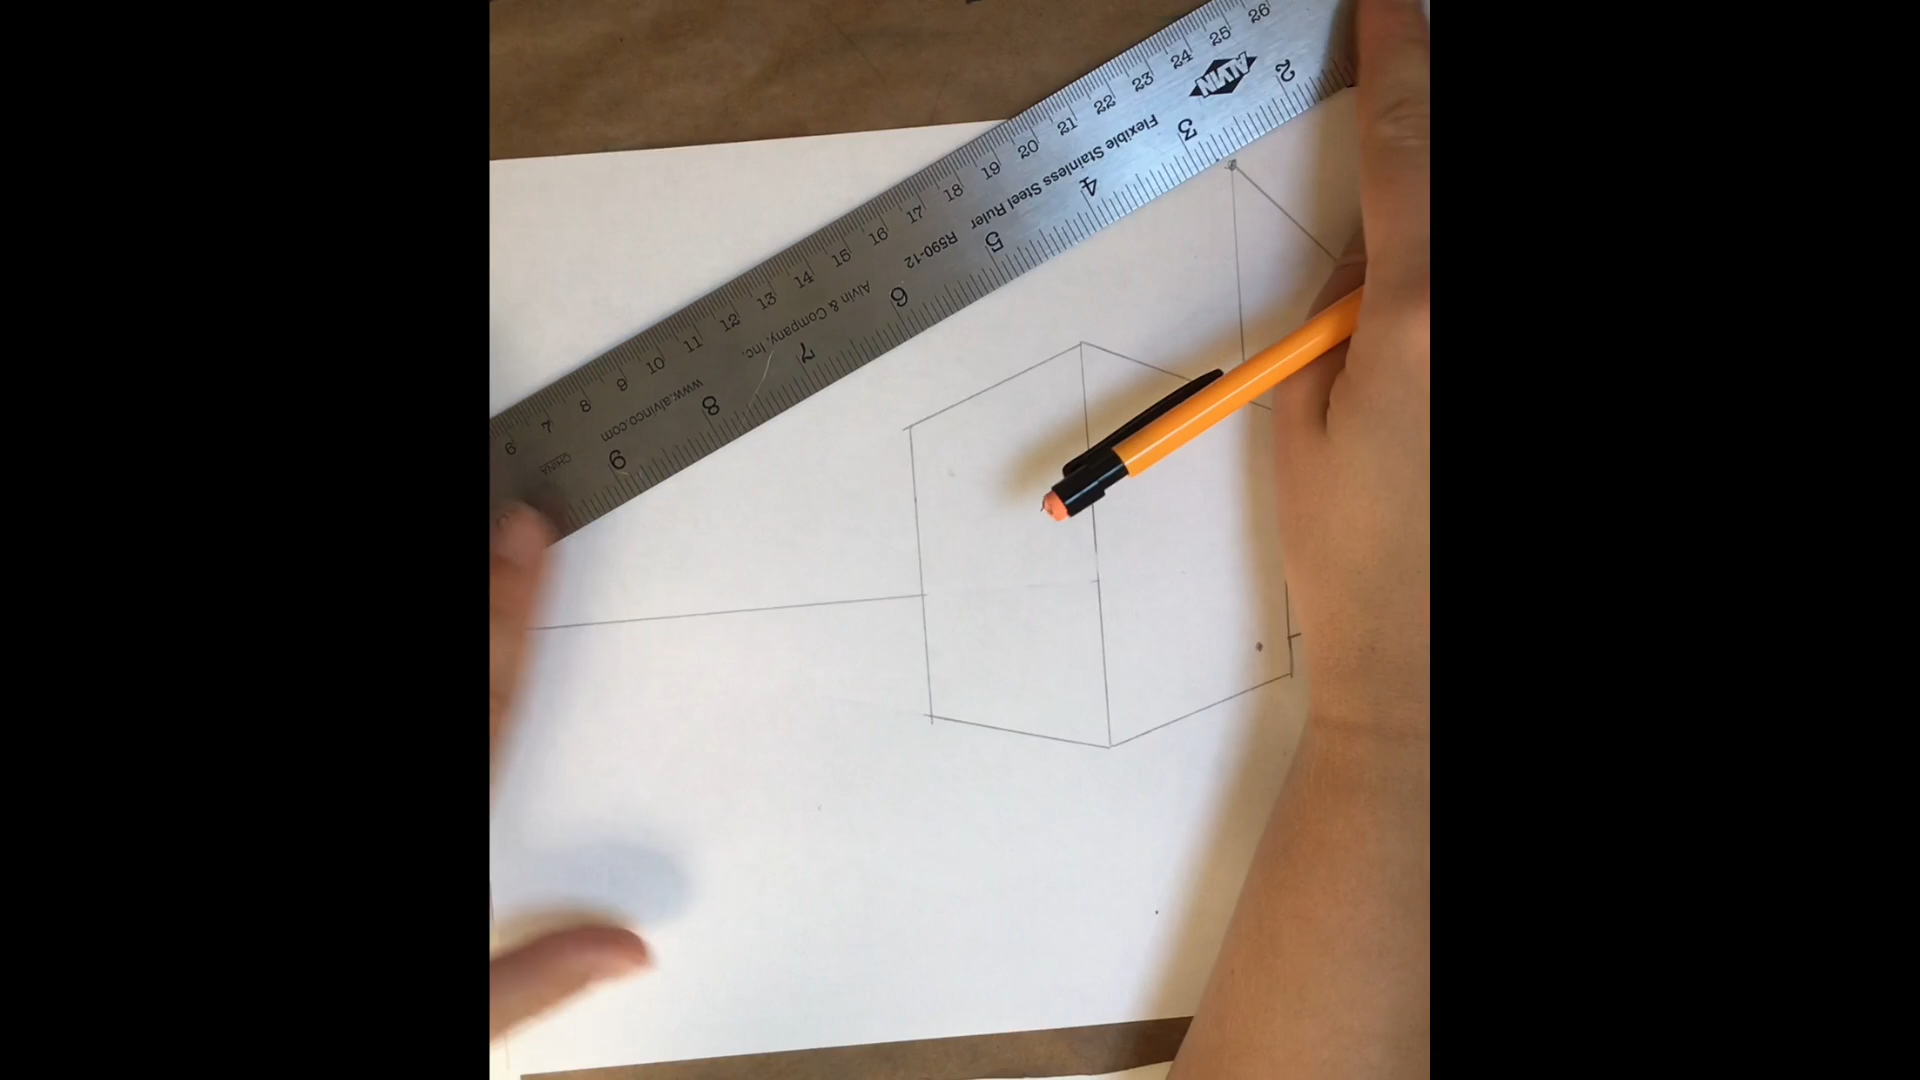 6 7 8 9 10 11 12 13 14 15 16 17 18 19 20 21 22 23 24 25 26
ALVIN
Flexible Stainless Steel Ruler
R590-12
Alvin & Company, Inc.
www.alvinco.com
CHINA
2 3 4 5 6 7 8 9